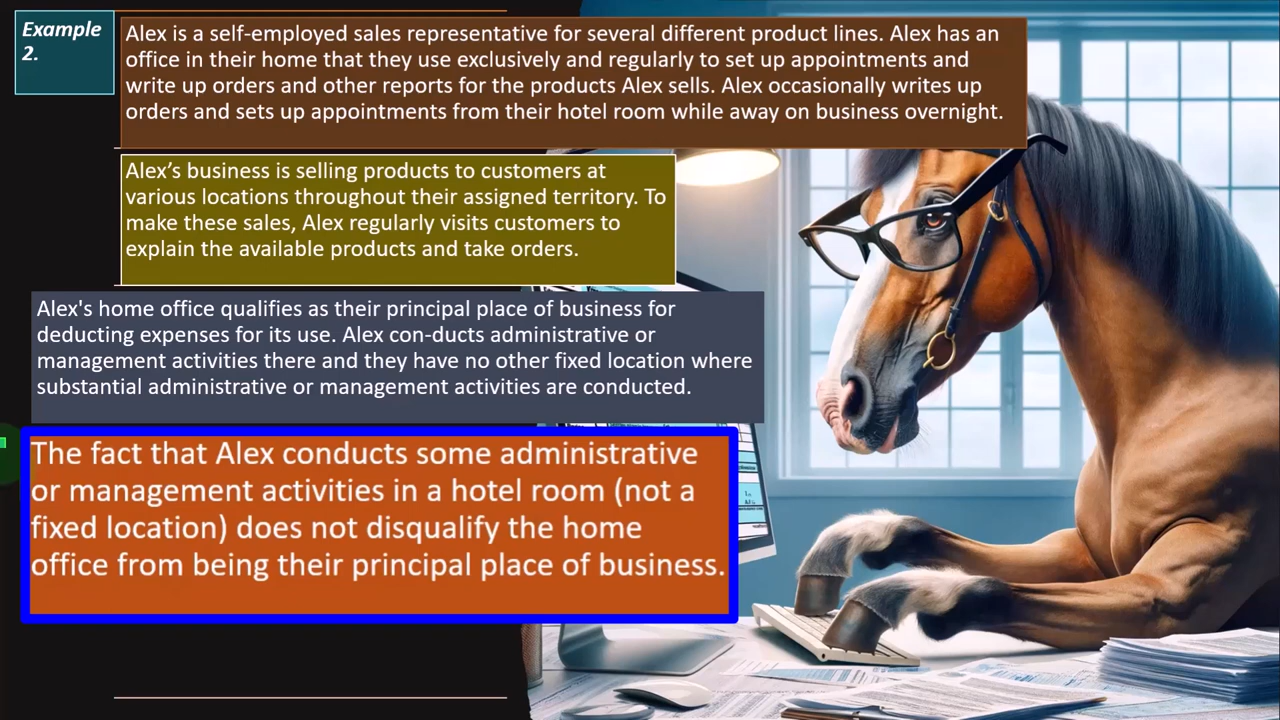 Example
2.
Alex is a self-employed sales representative for several different product lines. Alex has an
office in their home that they use exclusively and regularly to set up appointments and
write up orders and other reports for the products Alex sells. Alex occasionally writes up
orders and sets up appointments from their hotel room while away on business overnight.
Alex’s business is selling products to customers at
various locations throughout their assigned territory. To
make these sales, Alex regularly visits customers to
explain the available products and take orders.
Alex's home office qualifies as their principal place of business for
deducting expenses for its use. Alex con-ducts administrative or
management activities there and they have no other fixed location where
substantial administrative or management activities are conducted.
The fact that Alex conducts some administrative
or management activities in a hotel room (not a
fixed location) does not disqualify the home
office from being their principal place of business.